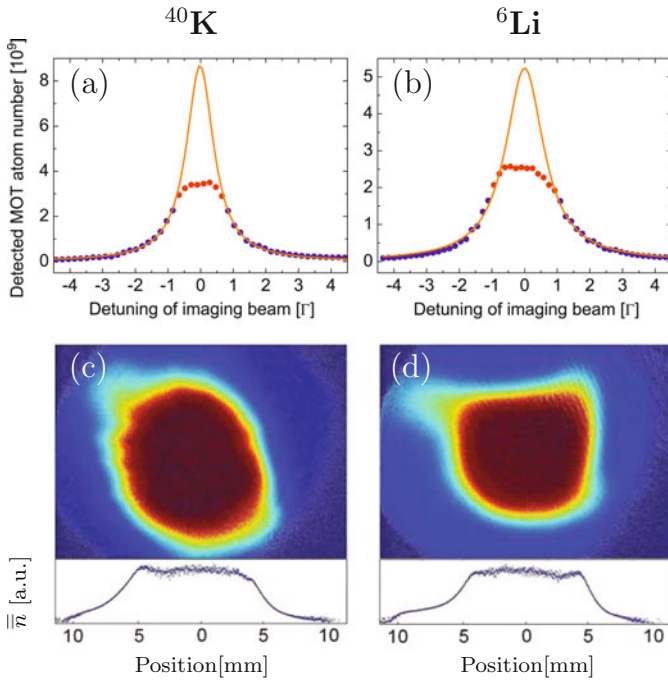 ⁴⁰K
⁶Li
Detected MOT atom number [10⁹]
(a)
8
6
4
2
0
-4 -3 -2 -1 0 1 2 3 4
Detuning of imaging beam [Γ]
(b)
5
4
3
2
1
0
-4 -3 -2 -1 0 1 2 3 4
Detuning of imaging beam [Γ]
(c)
(d)
n̿ [a.u.]
10 5 0 5 10
Position[mm]
10 5 0 5 10
Position[mm]